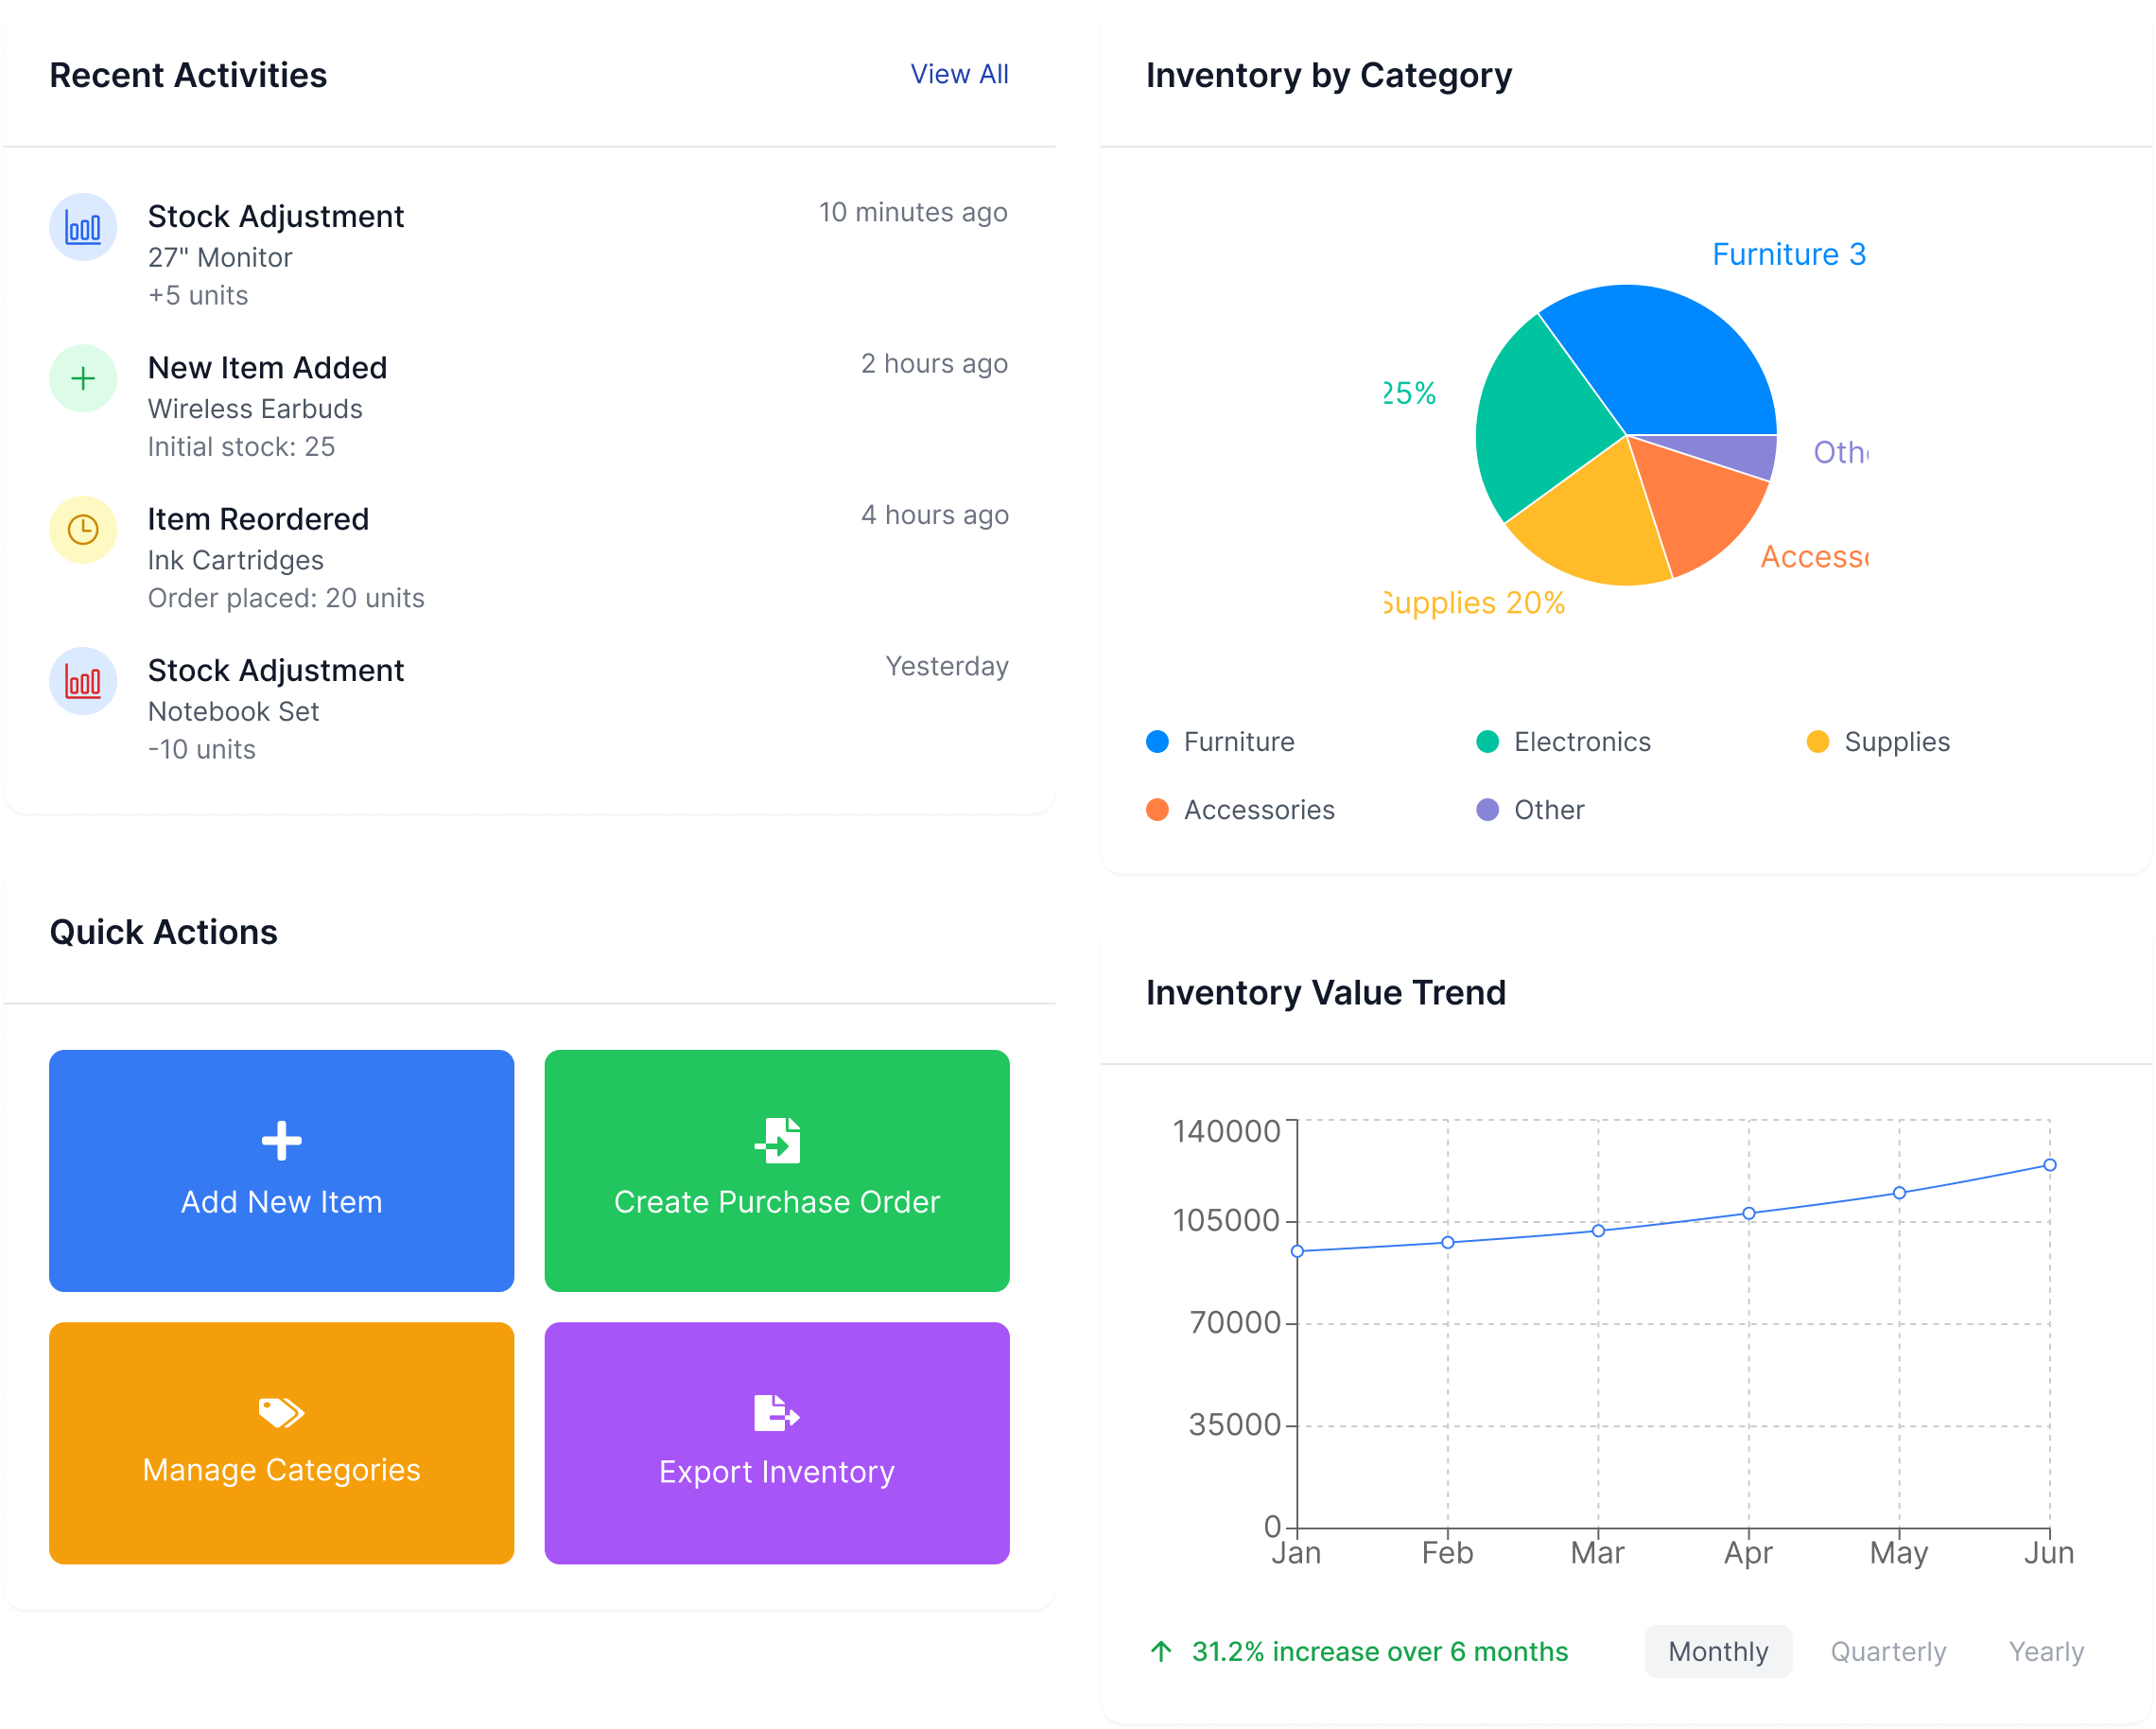 Recent Activities
View All
Stock Adjustment
10 minutes ago
27" Monitor
+5 units
New Item Added
2 hours ago
Wireless Earbuds
Initial stock: 25
Item Reordered
4 hours ago
Ink Cartridges
Order placed: 20 units
Stock Adjustment
Yesterday
Notebook Set
-10 units
Quick Actions
Add New Item
Create Purchase Order
Manage Categories
Export Inventory
Inventory by Category
Furniture 3
25%
Supplies 20%
Furniture
Electronics
Supplies
Accessories
Other
Inventory Value Trend
140000
105000
70000
35000
0
Jan Feb Mar Apr May Jun
31.2% increase over 6 months
Monthly
Quarterly
Yearly